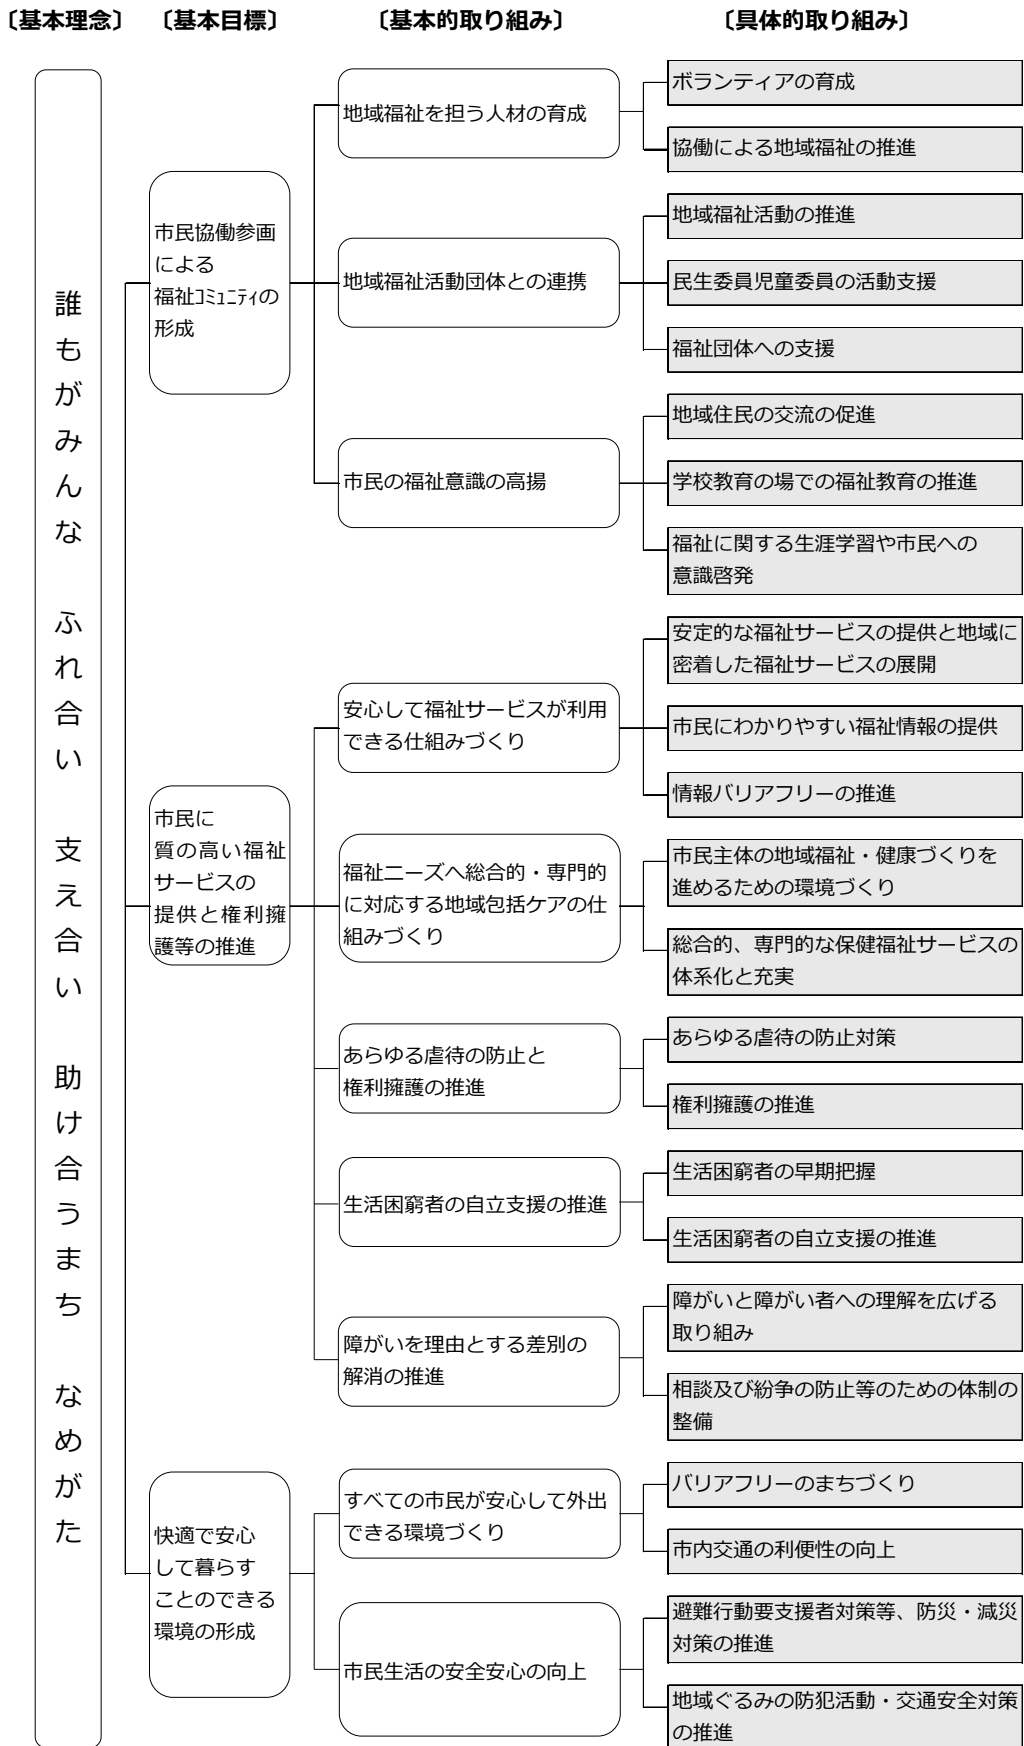 〔基本理念〕 〔基本目標〕 〔基本的取り組み〕 〔具体的取り組み〕
誰もがみんな ふれ合い 支え合い 助け合うまち なめがた
市民協働参画
による
福祉ｺﾐｭﾆﾃｨの
形成
地域福祉を担う人材の育成
ボランティアの育成
協働による地域福祉の推進
地域福祉活動団体との連携
地域福祉活動の推進
民生委員児童委員の活動支援
福祉団体への支援
市民の福祉意識の高揚
地域住民の交流の促進
学校教育の場での福祉教育の推進
福祉に関する生涯学習や市民への
意識啓発
市民に
質の高い福祉
サービスの
提供と権利擁
護等の推進
安心して福祉サービスが利用
できる仕組みづくり
安定的な福祉サービスの提供と地域に
密着した福祉サービスの展開
市民にわかりやすい福祉情報の提供
情報バリアフリーの推進
福祉ニーズへ総合的・専門的
に対応する地域包括ケアの仕
組みづくり
市民主体の地域福祉・健康づくりを
進めるための環境づくり
総合的、専門的な保健福祉サービスの
体系化と充実
あらゆる虐待の防止と
権利擁護の推進
あらゆる虐待の防止対策
権利擁護の推進
生活困窮者の自立支援の推進
生活困窮者の早期把握
生活困窮者の自立支援の推進
障がいを理由とする差別の
解消の推進
障がいと障がい者への理解を広げる
取り組み
相談及び紛争の防止等のための体制の
整備
快適で安心
して暮らす
ことのできる
環境の形成
すべての市民が安心して外出
できる環境づくり
バリアフリーのまちづくり
市内交通の利便性の向上
市民生活の安全安心の向上
避難行動要支援者対策等、防災・減災
対策の推進
地域ぐるみの防犯活動・交通安全対策
の推進